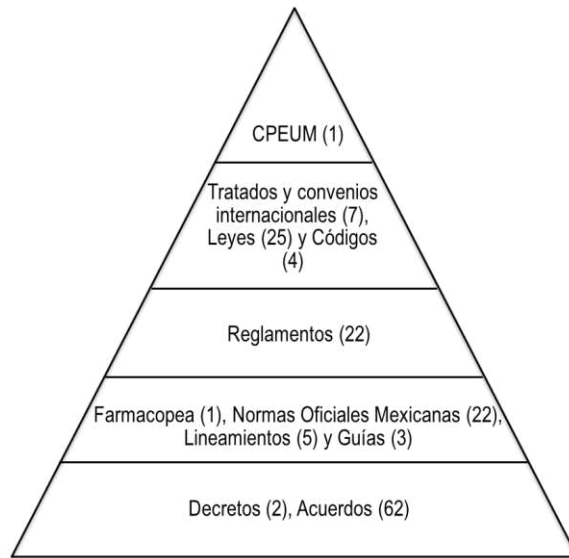 CPEUM (1)
Tratados y convenios
internacionales (7),
Leyes (25) y Códigos
(4)
Reglamentos (22)
Farmacopea (1), Normas Oficiales Mexicanas (22),
Lineamientos (5) y Guías (3)
Decretos (2), Acuerdos (62)